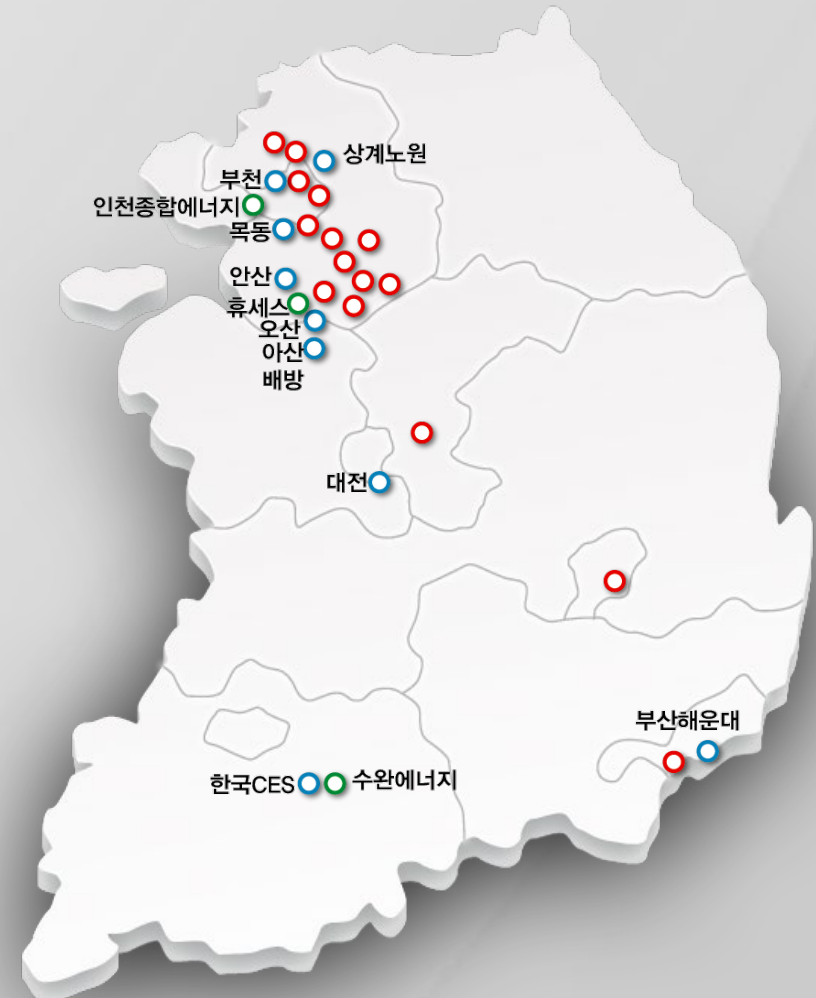 상계노원
부천
인천종합에너지
목동
안산
휴세스
오산
아산
배방
대전
부산해운대
한국CES
수완에너지